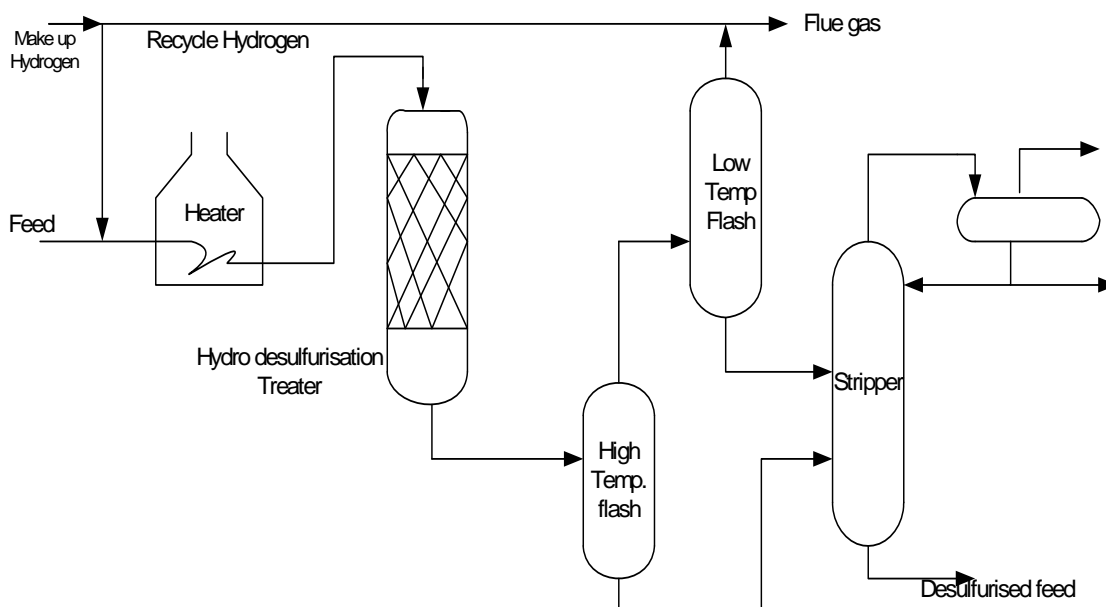 Flue gas
Make up
Hydrogen
Recycle Hydrogen
Low
Temp
Flash
Feed
Heater
Hydro desulfurisation
Treater
Stripper
High
Temp.
flash
Desulfurised feed